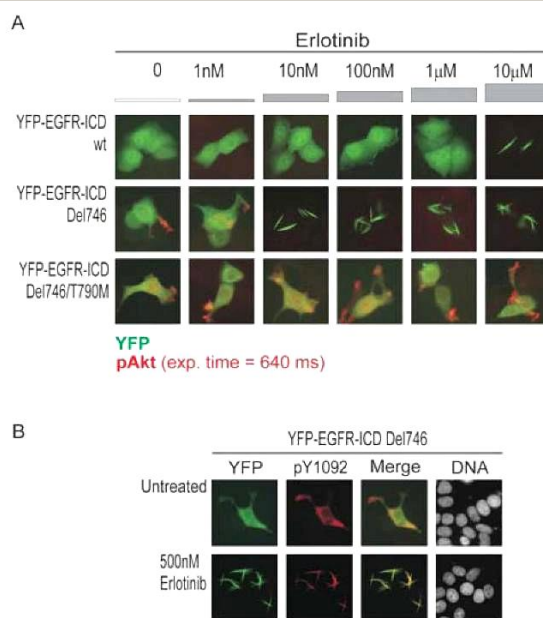 A
Erlotinib
0 1nM 10nM 100nM 1µM 10µM
YFP-EGFR-ICD
wt
YFP-EGFR-ICD
Del746
YFP-EGFR-ICD
Del746/T790M
YFP
pAkt (exp. time = 640 ms)
B
YFP-EGFR-ICD Del746
YFP pY1092 Merge DNA
Untreated
500nM
Erlotinib